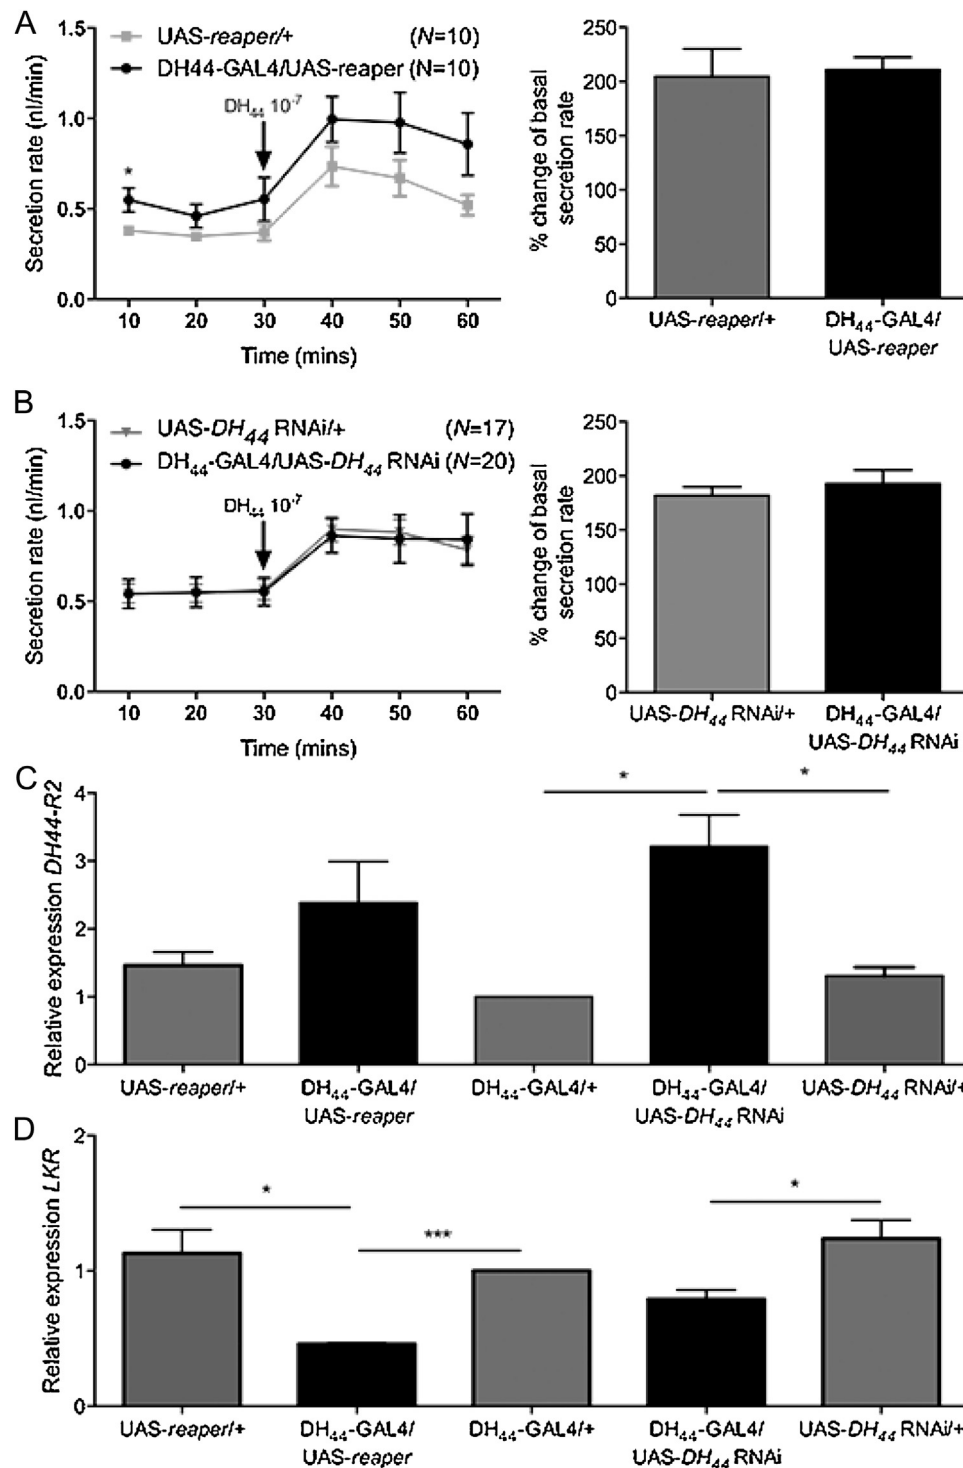 A
1.5
1.0
0.5
0.0
Secretion rate (nl/min)
UAS-reaper/+ (N=10)
DH44-GAL4/UAS-reaper (N=10)
DH44 10-7
*
10 20 30 40 50 60
Time (mins)
250
200
150
100
50
0
% change of basal
secretion rate
UAS-reaper/+
DH44-GAL4/
UAS-reaper
B
1.5
1.0
0.5
0.0
Secretion rate (nl/min)
UAS-DH44 RNAi/+ (N=17)
DH44-GAL4/UAS-DH44 RNAi (N=20)
DH44 10-7
10 20 30 40 50 60
Time (mins)
250
200
150
100
50
0
% change of basal
secretion rate
UAS-DH44 RNAi/+
DH44-GAL4/
UAS-DH44 RNAi
C
4
3
2
1
0
Relative expression DH44-R2
* *
UAS-reaper/+
DH44-GAL4/
UAS-reaper
DH44-GAL4/+
DH44-GAL4/
UAS-DH44 RNAi
UAS-DH44 RNAi/+
D
2
1
0
Relative expression LKR
* *** *
UAS-reaper/+
DH44-GAL4/
UAS-reaper
DH44-GAL4/+
DH44-GAL4/
UAS-DH44 RNAi
UAS-DH44 RNAi/+